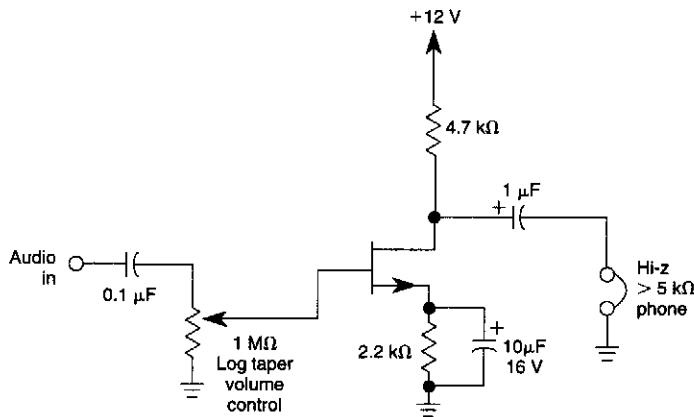 +12 V
4.7 kΩ
+
1 µF
Audio
in
0.1 µF
1 MΩ
Log taper
volume
control
2.2 kΩ
+
10µF
16 V
Hi-z
> 5 kΩ
phone